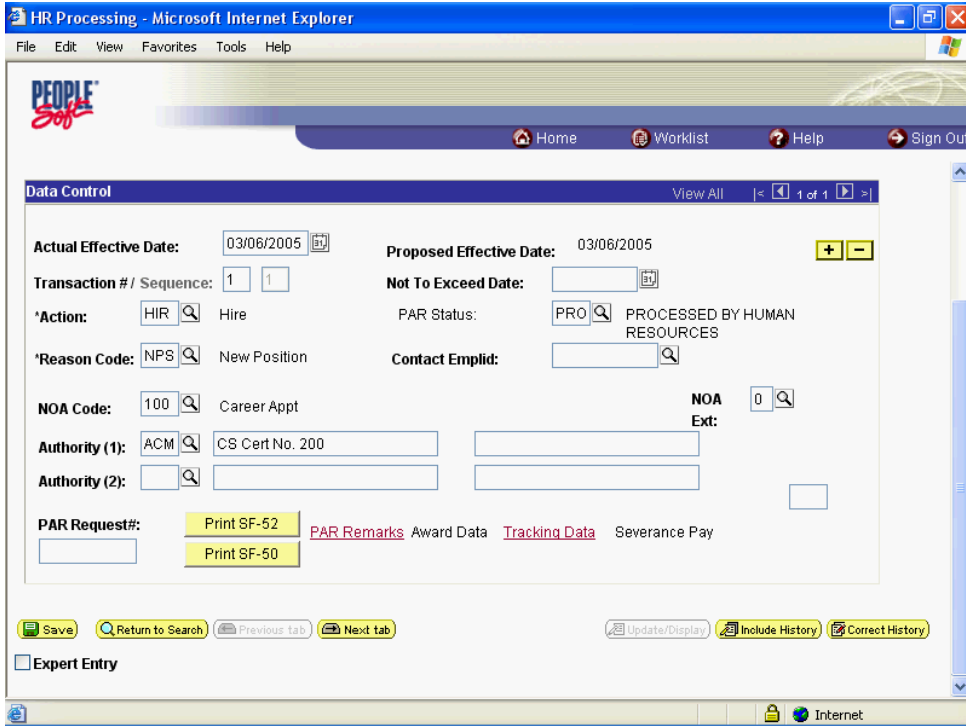 HR Processing - Microsoft Internet Explorer
File Edit View Favorites Tools Help
PEOPLE
Soft
Home Worklist Help Sign Out
Data Control View All |< 1 of 1 >|
Actual Effective Date: 03/06/2005 31 Proposed Effective Date: 03/06/2005 + −
Transaction # / Sequence: 1 1 Not To Exceed Date: 31
*Action: HIR Hire PAR Status: PRO PROCESSED BY HUMAN
RESOURCES
*Reason Code: NPS New Position Contact Emplid:
NOA Code: 100 Career Appt NOA
Ext: 0
Authority (1): ACM CS Cert No. 200
Authority (2):
PAR Request#: Print SF-52 PAR Remarks Award Data Tracking Data Severance Pay
Print SF-50
Save Return to Search Previous tab Next tab Update/Display Include History Correct History
Expert Entry
Internet